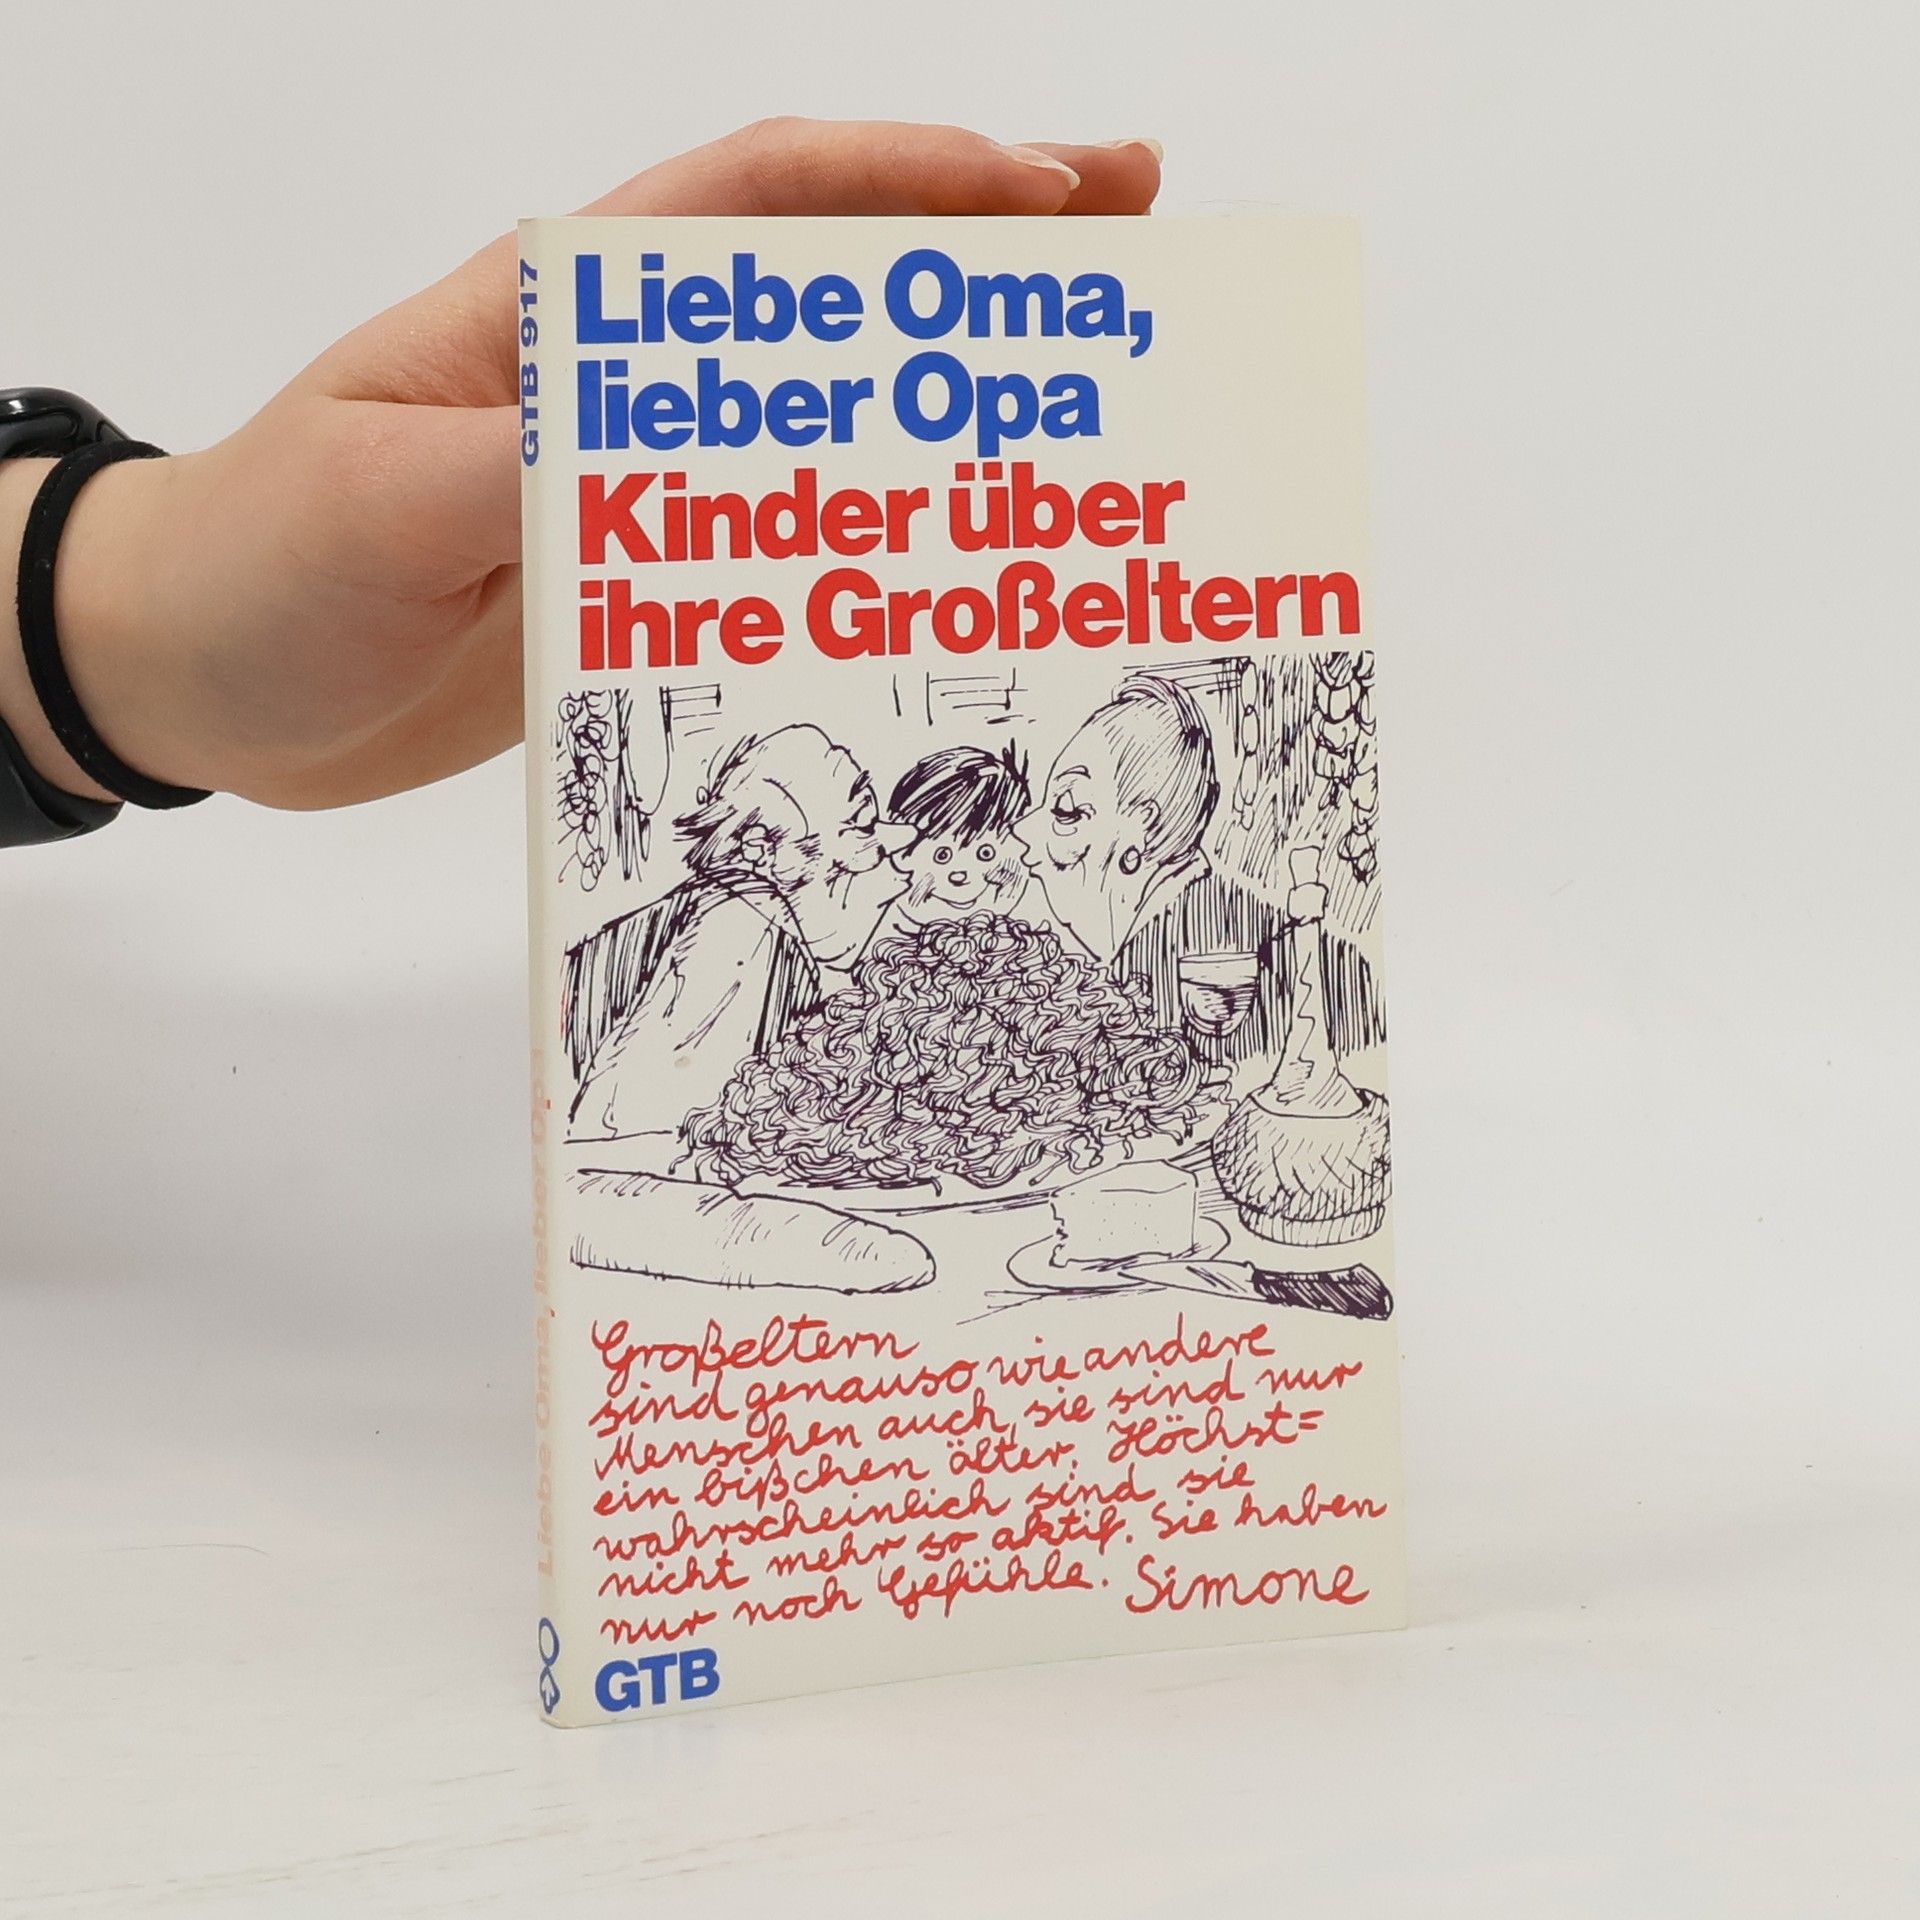 Liebe Oma,
lieber Opa
Kinder über
ihre Großeltern
Großeltern
sind genauso wie andere
Menschen auch, sie sind nur
ein bißchen älter. Höchst=
wahrscheinlich sind sie
nicht mehr so aktif. Sie haben
nur noch Gefühle. Simone
GTB
GTB 917
Liebe Oma, lieber Opa